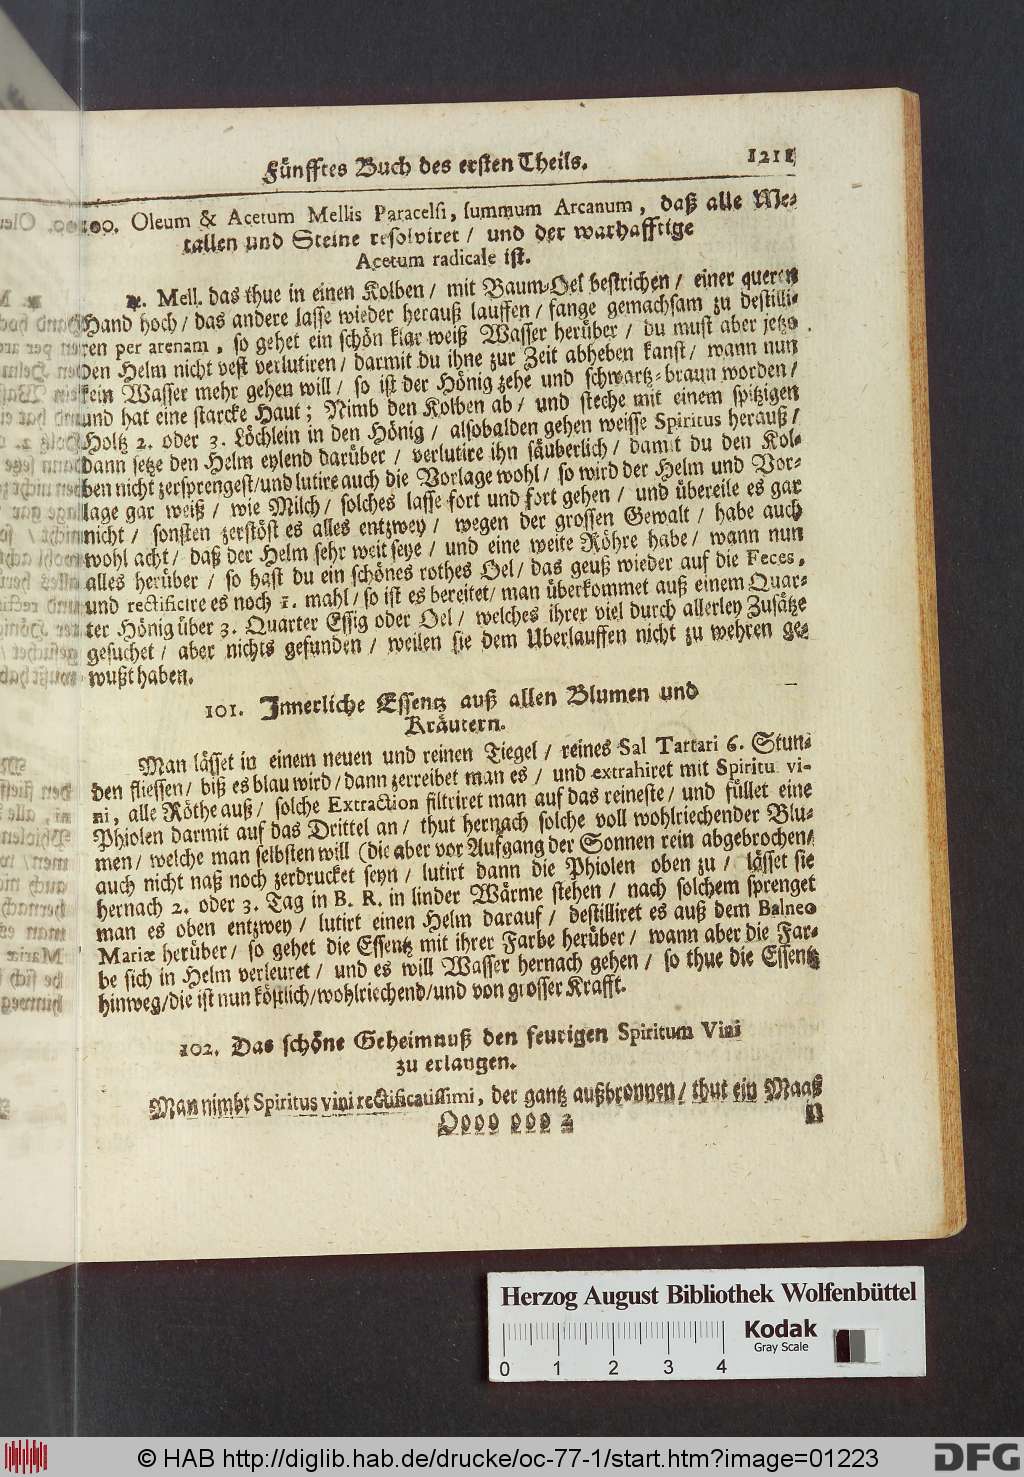 Fünfftes Buch des ersten Theils. 1211
100. Oleum & Acetum Mellis Paracelsi, summum Arcanum, daß alle Me-
tallen und Steine resolviret / und der warhafftige
Acetum radicale ist.
℞. Mell. das thue in einen Kolben / mit Baum-Oel bestrichen / einer queren
Hand hoch / das andere lasse wieder herauß lauffen / fange gemachsam zu destilli-
ren per arenam, so gehet ein schön klar weiß Wasser herüber / du must aber jetzo
den Helm nicht vest verlutiren / darmit du ihne zur Zeit abheben kanst / wann nun
kein Wasser mehr gehen will / so ist der Hönig zehe und schwartz-braun worden /
und hat eine starcke Haut; Nimb den Kolben ab / und steche mit einem spitzigen
Holtz 2. oder 3. Löchlein in den Hönig / alsobalden gehen weisse Spiritus herauß /
dann setze den Helm eylend darüber / verlutire ihn säuberlich / damit du den Kol-
ben nicht zersprengest / und lutire auch die Vorlage wohl / so wird der Helm und Vor-
lage gar weiß / wie Milch / solches lasse fort und fort gehen / und übereile es gar
nicht / sonsten zerstöst es alles entzwey / wegen der grossen Gewalt / habe auch
wohl acht / daß der Helm sehr weit seye / und eine weite Röhre habe / wann nun
alles herüber / so hast du ein schönes rothes Oel / das geuß wieder auf die Feces,
und rectificire es noch 1. mahl / so ist es bereitet / man überkommet auß einem Quar-
ter Hönig über 3. Quarter Essig oder Oel / welches ihrer viel durch allerley Zusätze
gesuchet / aber nichts gefunden / weilen sie dem Uberlauffen nicht zu wehren ge-
wußt haben.
101. Innerliche Essentz auß allen Blumen und
Kräutern.
Man lässet in einem neuen und reinen Tiegel / reines Sal Tartari 6. Stun-
den fliessen / biß es blau wird / dann zerreibet man es / und extrahiret mit Spiritu vi-
ni, alle Röthe auß / solche Extraction filtriret man auf das reineste / und füllet eine
Phiolen darmit auf das Drittel an / thut hernach solche voll wohlriechender Blu-
men / welche man selbsten will (die aber vor Aufgang der Sonnen rein abgebrochen /
auch nicht naß noch zerdrucket seyn / lutirt dann die Phiolen oben zu / lässet sie
hernach 2. oder 3. Tag in B. R. in linder Wärme stehen / nach solchem sprenget
man es oben entzwey / lutirt einen Helm darauf / destilliret es auß dem Balneo
Mariæ herüber / so gehet die Essentz mit ihrer Farbe herüber / wann aber die Far-
be sich in Helm verleuret / und es will Wasser hernach gehen / so thue die Essentz
hinweg / die ist nun köstlich / wohlriechend / und von grosser Krafft.
102. Das schöne Geheimnuß den feurigen Spiritum Vini
zu erlangen.
Man nimbt Spiritus vini rectificatissimi, der gantz außbronnen / thut ein Maaß
Oooo ooo 2 n
Herzog August Bibliothek Wolfenbüttel
Kodak
Gray Scale
0 1 2 3 4
© HAB http://diglib.hab.de/drucke/oc-77-1/start.htm?image=01223 DFG